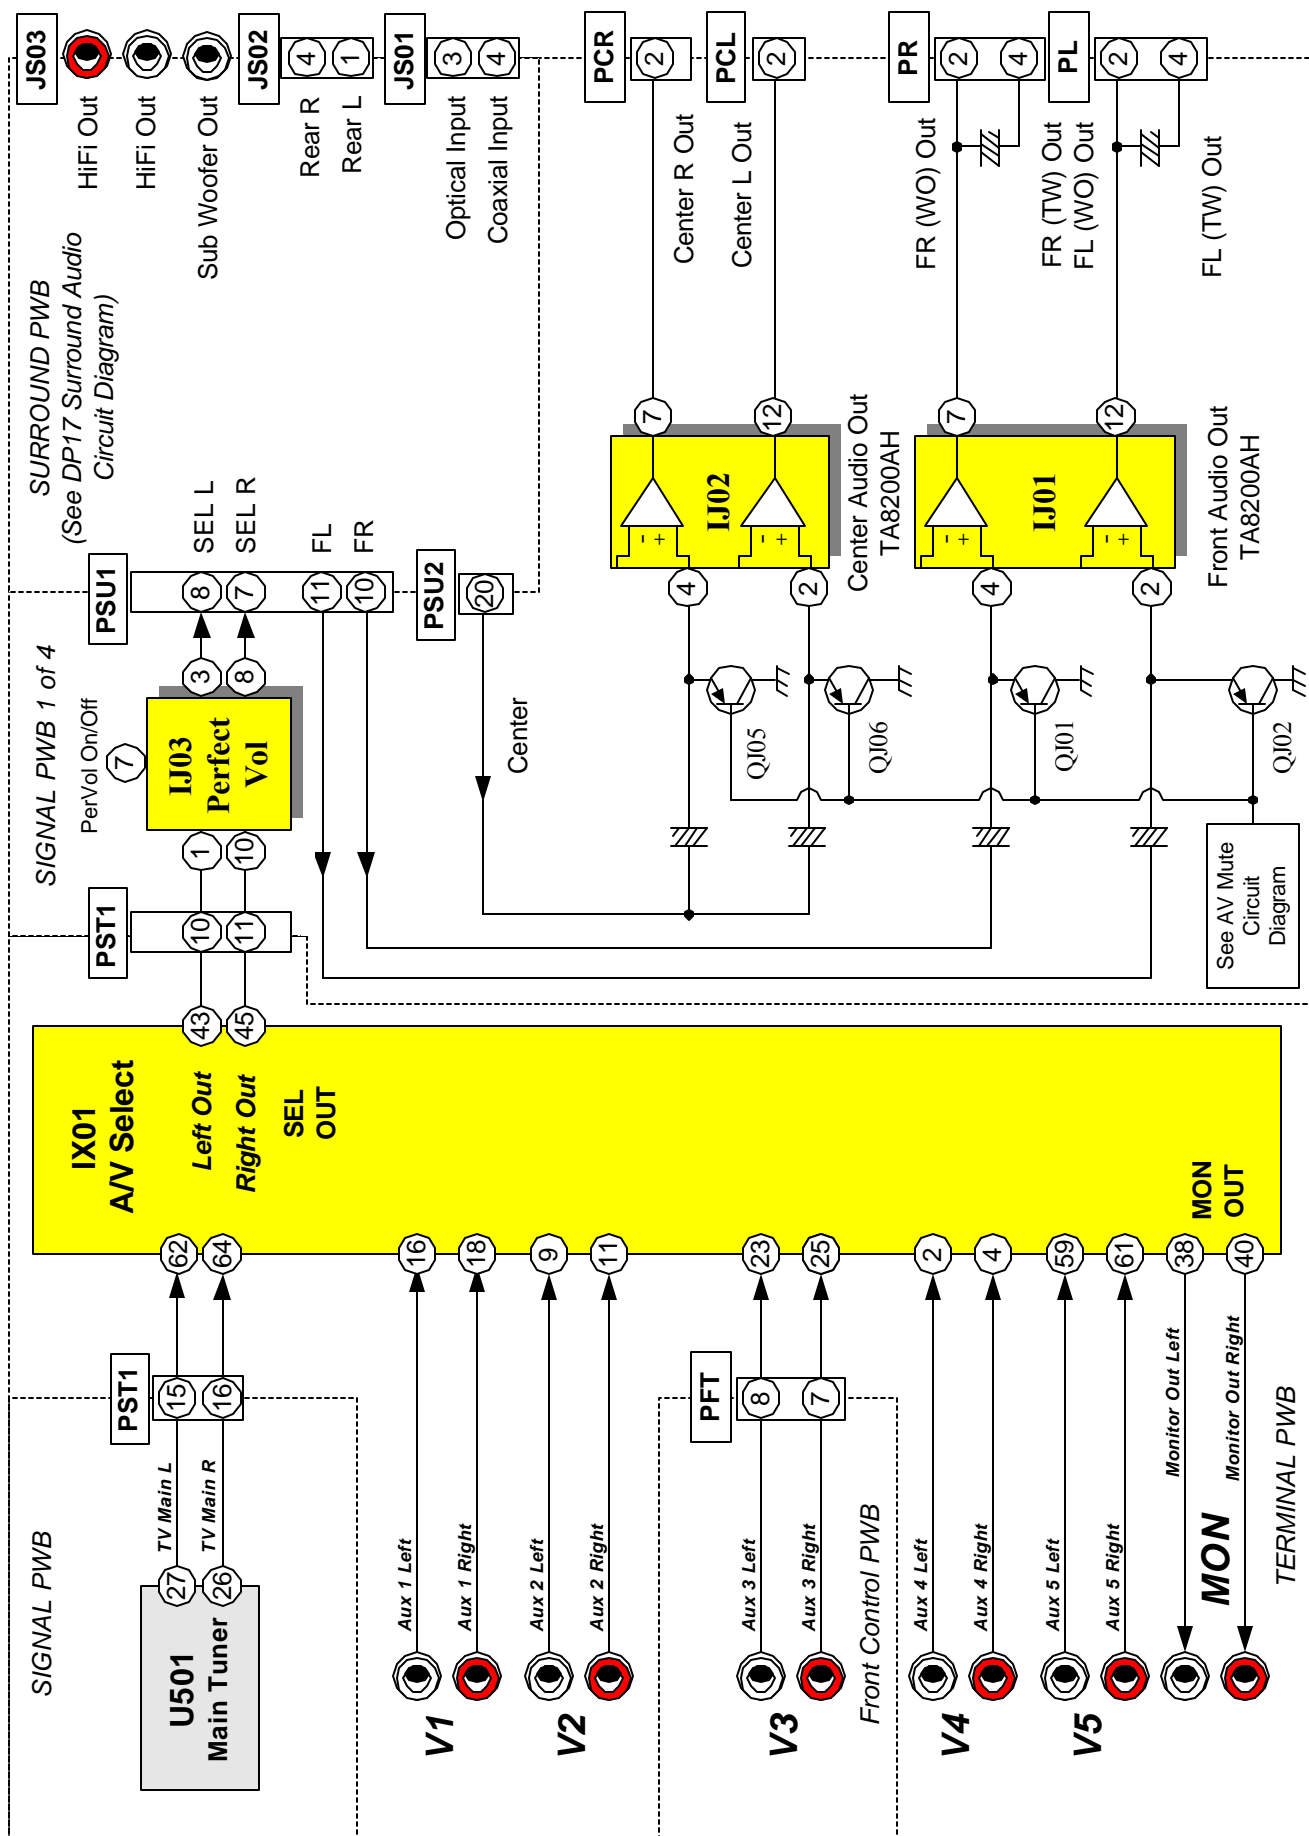 SIGNAL PWB
U501
Main Tuner
27
26
TV Main L
TV Main R
PST1
15
16
62
64
V1
Aux 1 Left
Aux 1 Right
16
18
V2
Aux 2 Left
Aux 2 Right
9
11
V3
Aux 3 Left
Aux 3 Right
Front Control PWB
PFT
8
7
23
25
V4
Aux 4 Left
Aux 4 Right
2
4
V5
Aux 5 Left
Aux 5 Right
59
61
MON
Monitor Out Left
Monitor Out Right
38
40
TERMINAL PWB
IX01
A/V Select
Left Out
Right Out
SEL
OUT
MON
OUT
43
45
PST1
10
11
SIGNAL PWB 1 of 4
PerVol On/Off
7
IJ03
Perfect
Vol
1
10
3
8
PSU1
8
7
11
10
SEL L
SEL R
FL
FR
PSU2
20
Center
SURROUND PWB
(See DP17 Surround Audio
Circuit Diagram)
JS03
HiFi Out
HiFi Out
Sub Woofer Out
JS02
4
1
Rear R
Rear L
JS01
3
4
Optical Input
Coaxial Input
QJ05
QJ06
QJ01
QJ02
See AV Mute
Circuit
Diagram
4
2
- +
- +
IJ02
7
12
Center Audio Out
TA8200AH
4
2
- +
- +
IJ01
7
12
Front Audio Out
TA8200AH
PCR
2
Center R Out
PCL
2
Center L Out
PR
2
4
FR (WO) Out
FR (TW) Out
PL
2
4
FL (WO) Out
FL (TW) Out